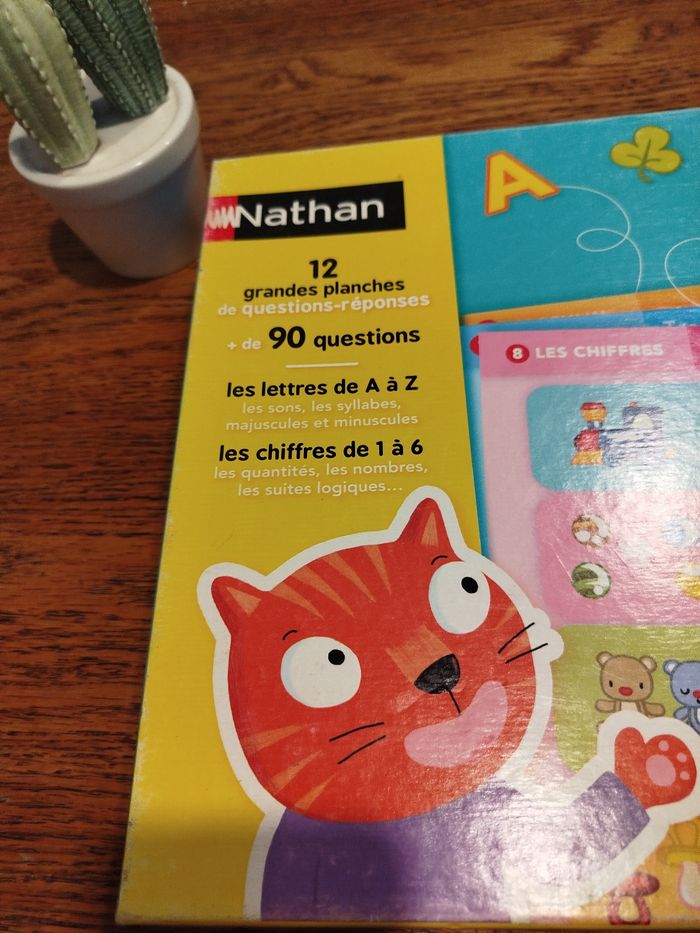 Nathan
12
grandes planches
de questions-réponses
+ de 90 questions
les lettres de A à Z
les sons, les syllabes,
majuscules et minuscules
les chiffres de 1 à 6
les quantités, les nombres,
les suites logiques...
A
8 LES CHIFFRES